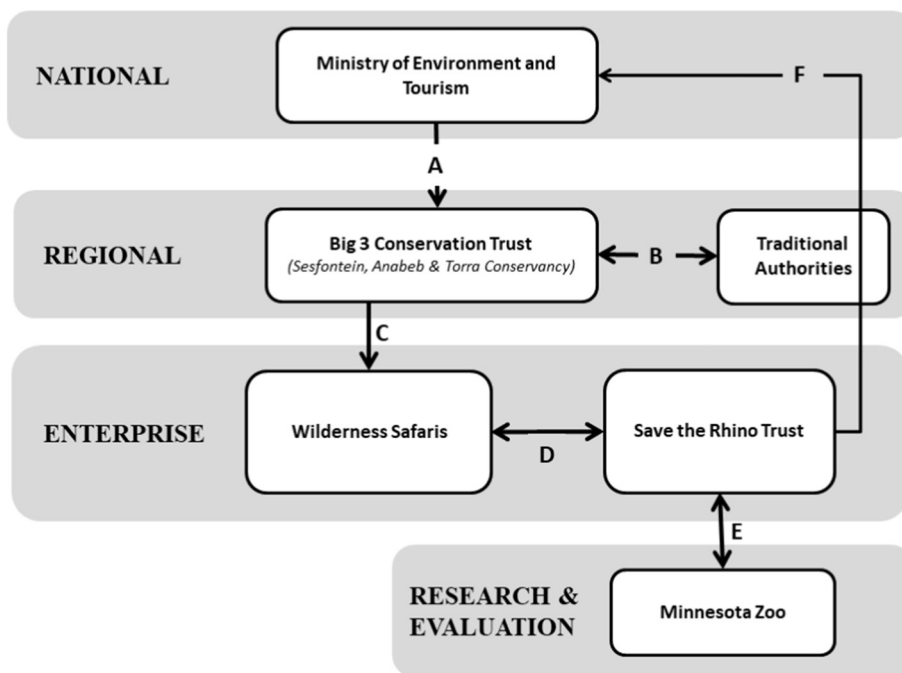 NATIONAL
Ministry of Environment and
Tourism
F
A
REGIONAL
Big 3 Conservation Trust
(Sesfontein, Anabeb & Torra Conservancy)
B
Traditional
Authorities
C
ENTERPRISE
Wilderness Safaris
D
Save the Rhino Trust
E
RESEARCH &
EVALUATION
Minnesota Zoo